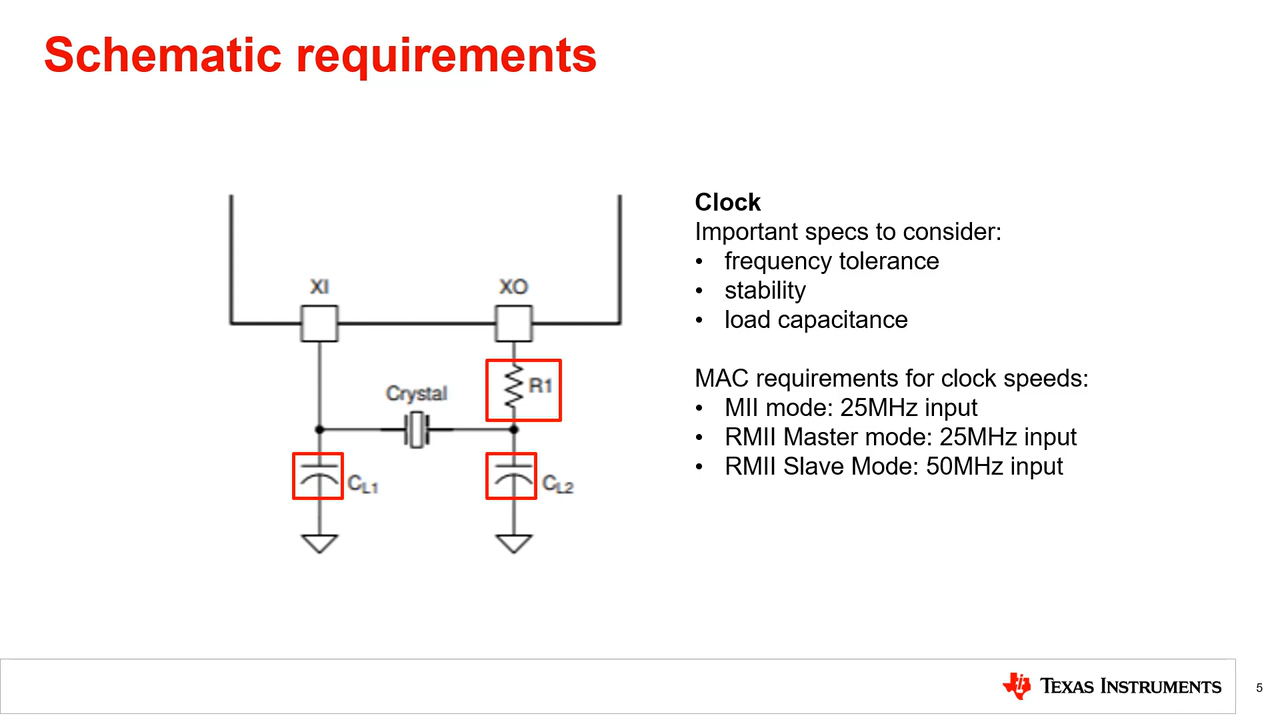 Schematic requirements
XI
XO
R1
Crystal
CL1
CL2
Clock
Important specs to consider:
• frequency tolerance
• stability
• load capacitance
MAC requirements for clock speeds:
• MII mode: 25MHz input
• RMII Master mode: 25MHz input
• RMII Slave Mode: 50MHz input
TEXAS INSTRUMENTS
5